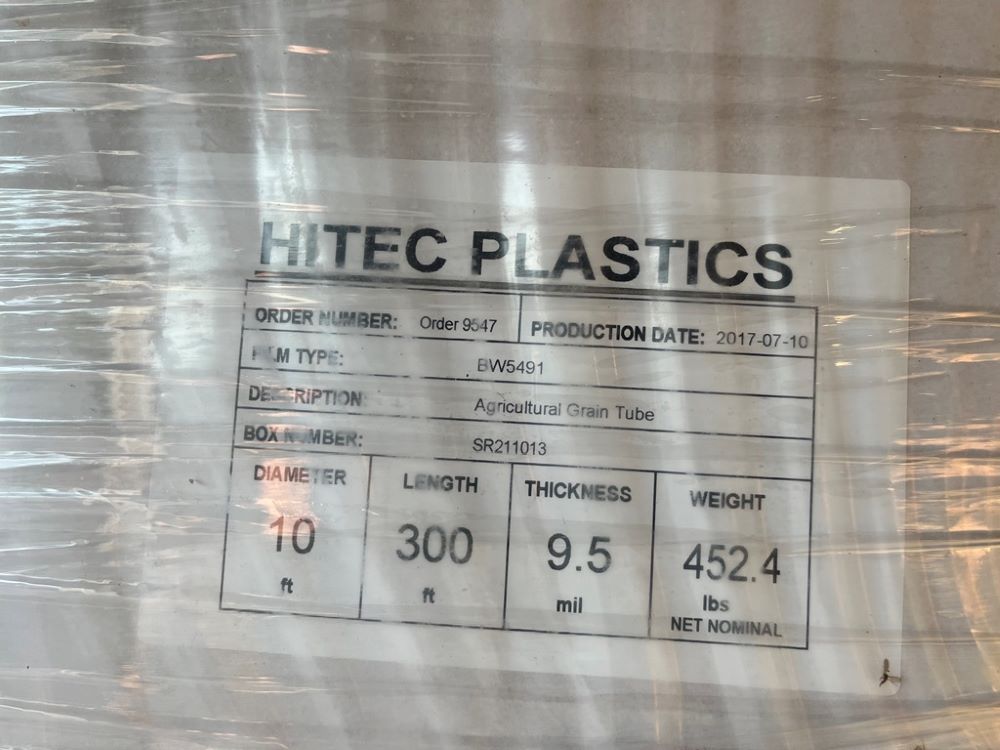 HITEC PLASTICS
ORDER NUMBER: Order 9547 PRODUCTION DATE: 2017-07-10
FILM TYPE: BW5491
DESCRIPTION: Agricultural Grain Tube
BOX NUMBER: SR211013
DIAMETER LENGTH THICKNESS WEIGHT
10 300 9.5 452.4
ft ft mil lbs
NET NOMINAL